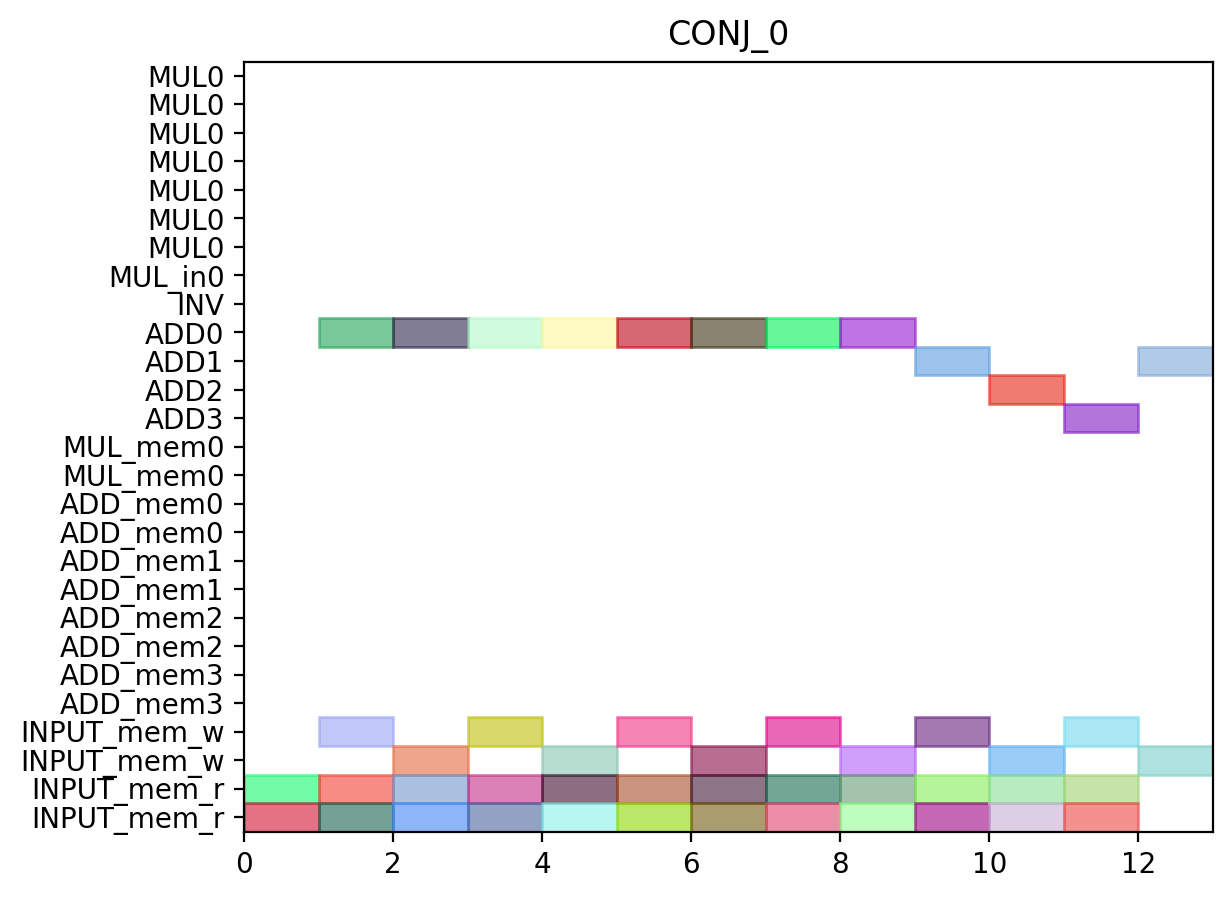 CONJ_0
MUL0
MUL0
MUL0
MUL0
MUL0
MUL0
MUL0
MUL_in0
INV
ADD0
ADD1
ADD2
ADD3
MUL_mem0
MUL_mem0
ADD_mem0
ADD_mem0
ADD_mem1
ADD_mem1
ADD_mem2
ADD_mem2
ADD_mem3
ADD_mem3
INPUT_mem_w
INPUT_mem_w
INPUT_mem_r
INPUT_mem_r
0 2 4 6 8 10 12